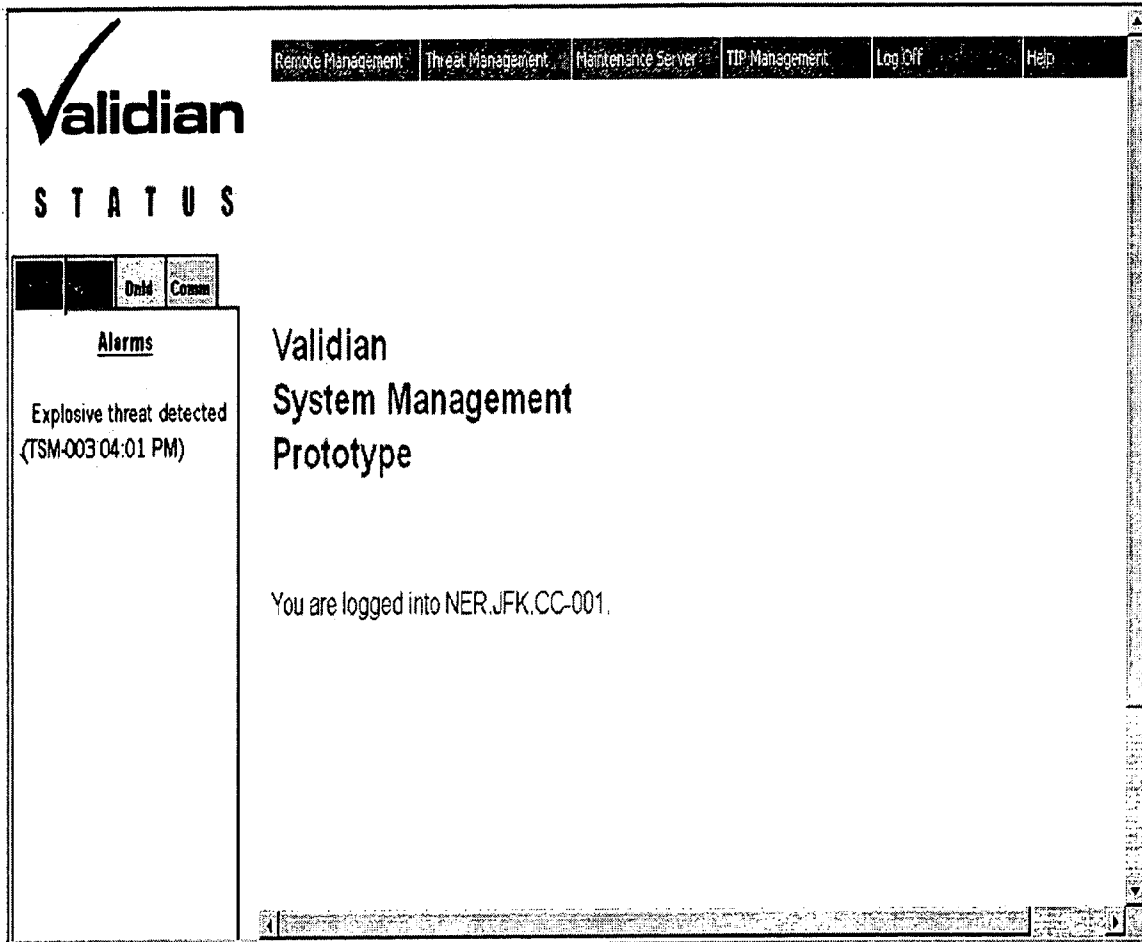 Validian
Remote Management Threat Management Maintenance Server TIP Management Log Off Help
STATUS
Dnld Comm
Alarms
Explosive threat detected
(TSM-003 04:01 PM)
Validian
System Management
Prototype
You are logged into NER.JFK.CC-001.